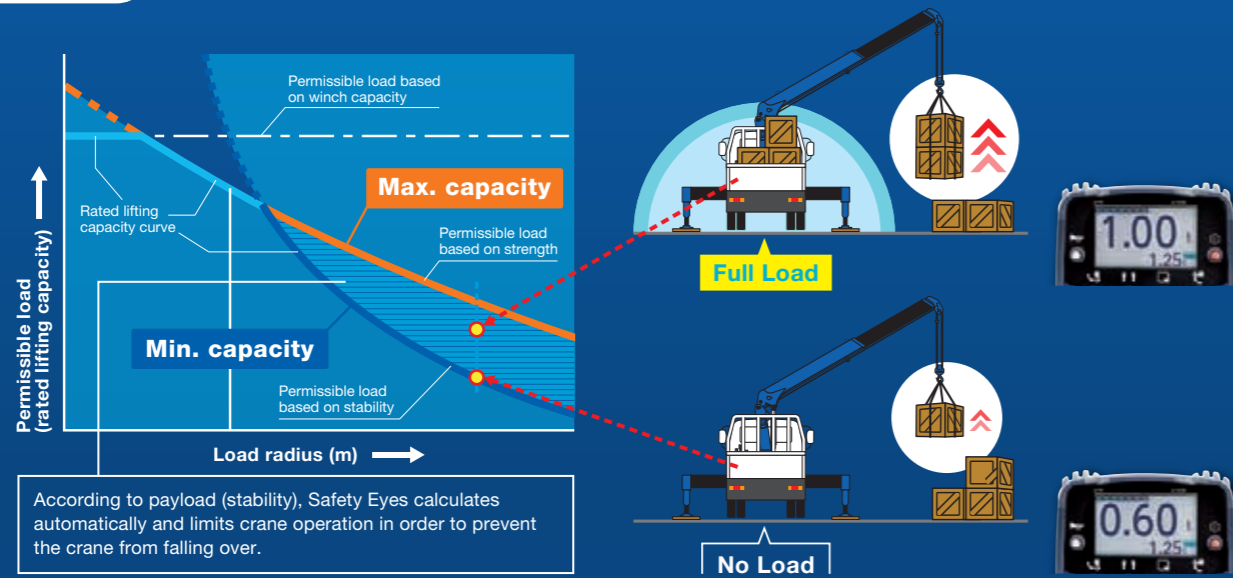 Permissible load based
on winch capacity
Max. capacity
Rated lifting
capacity curve
Permissible load
based on strength
Min. capacity
Permissible load
based on stability
Permissible load
(rated lifting capacity)
Load radius (m)
According to payload (stability), Safety Eyes calculates
automatically and limits crane operation in order to prevent
the crane from falling over.
Full Load
1.00
1.25
No Load
0.60
1.25